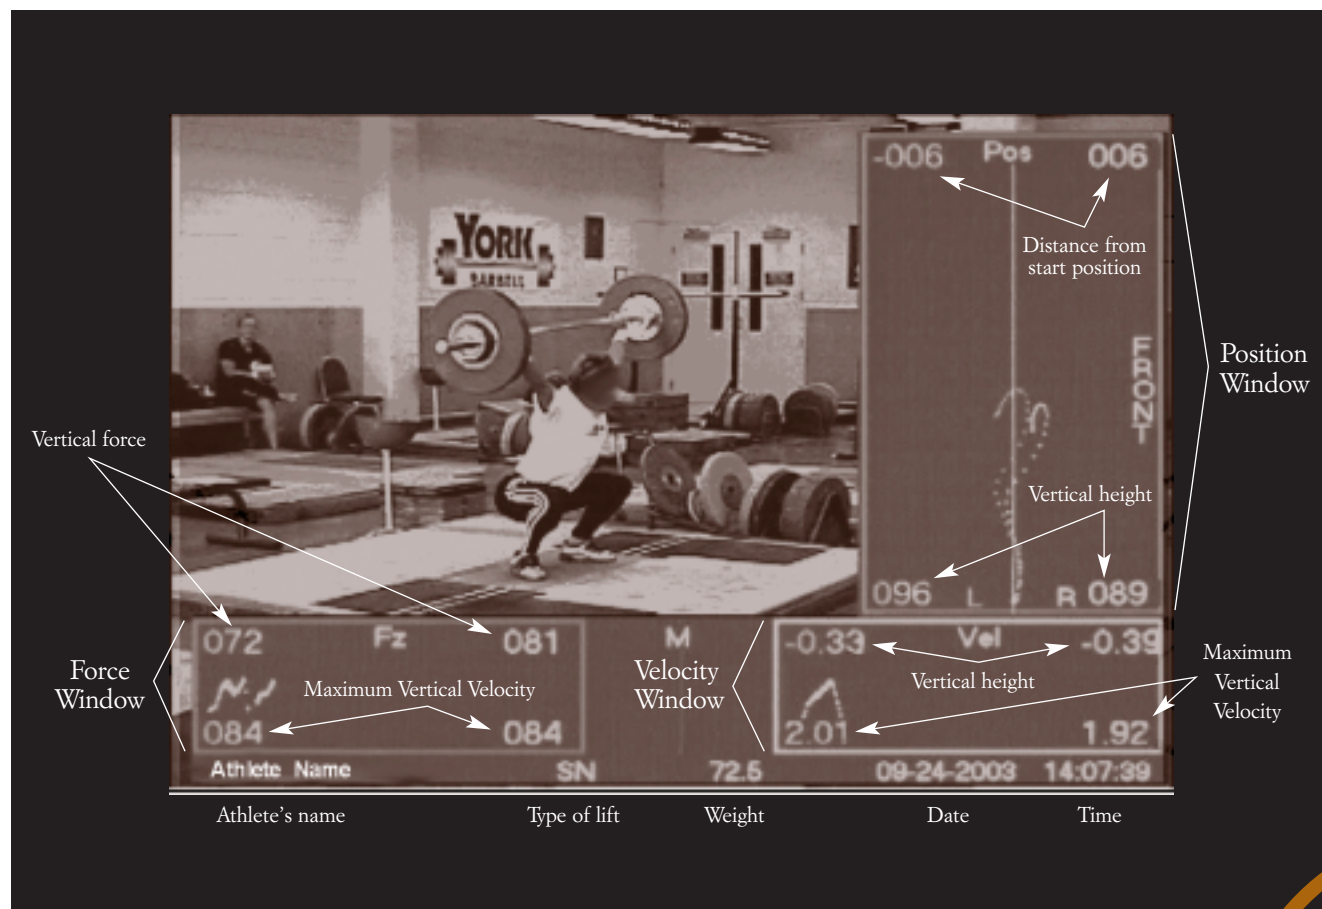 YORK
BARBELL
-006 Pos 006
Distance from
start position
FRONT
Position
Window
Vertical height
096 L R 089
Vertical force
072 Fz 081
M
-0.33 Vel -0.39
Force
Window
Maximum Vertical Velocity
084 084
Velocity
Window
Vertical height
2.01 1.92
Maximum
Vertical
Velocity
Athlete Name SN 72.5 09-24-2003 14:07:39
Athlete's name Type of lift Weight Date Time